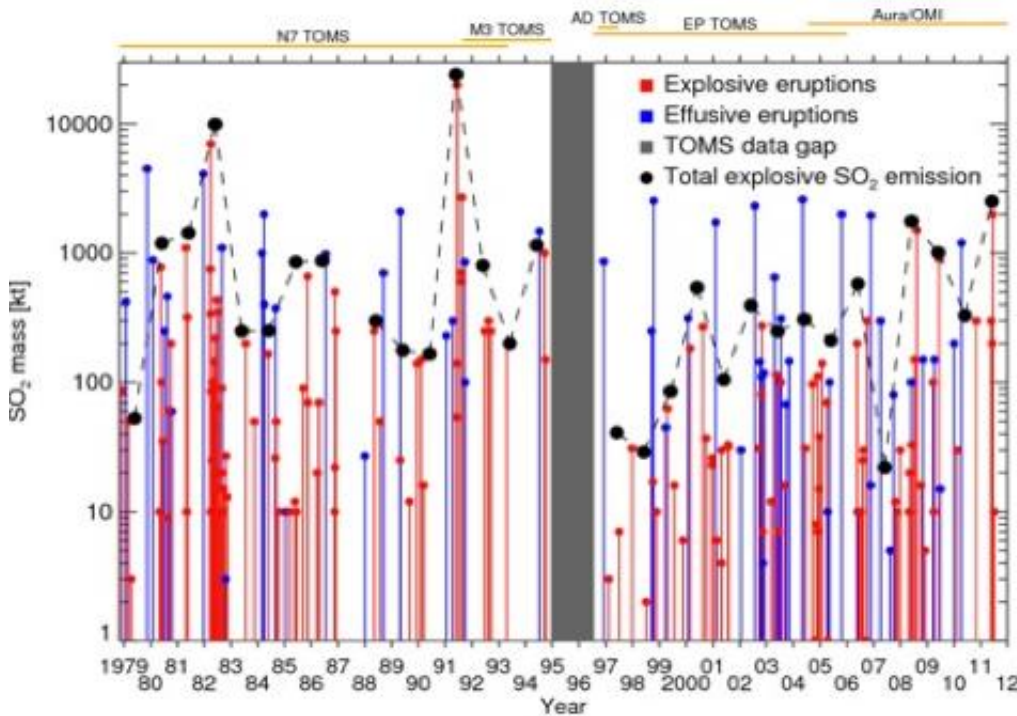 AD TOMS Aura/OMI
N7 TOMS M3 TOMS EP TOMS
Explosive eruptions
Effusive eruptions
TOMS data gap
Total explosive SO₂ emission
SO₂ mass [kt]
10000
1000
100
10
1
1979 81 82 83 85 87 89 91 93 95 97 99 01 03 05 07 09 11
80 82 84 86 88 90 92 94 96 98 2000 02 04 06 08 10 12
Year